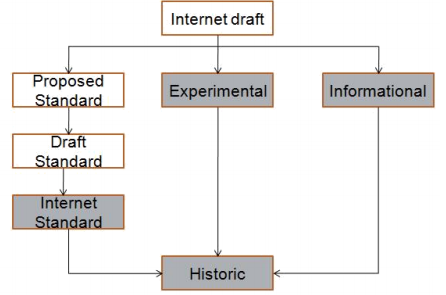 Internet draft
Proposed
Standard
Experimental
Informational
Draft
Standard
Internet
Standard
Historic